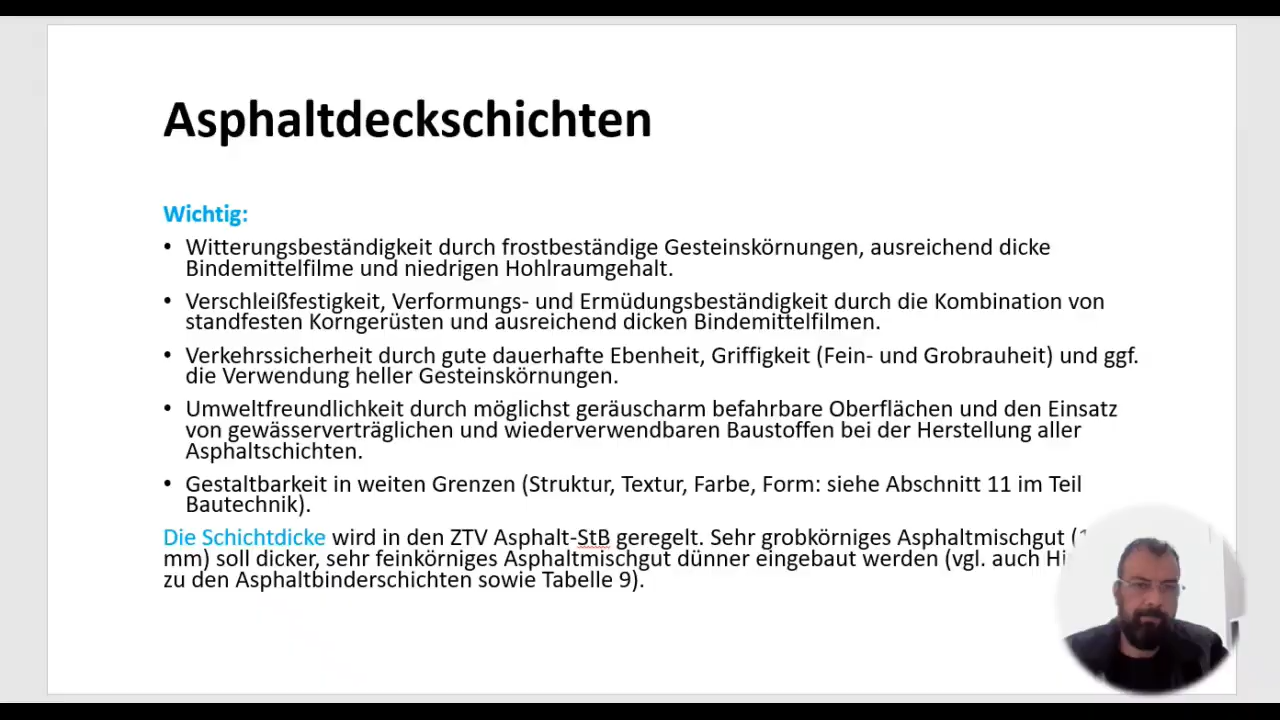 Asphaltdeckschichten
Wichtig:
• Witterungsbeständigkeit durch frostbeständige Gesteinskörnungen, ausreichend dicke
Bindemittelfilme und niedrigen Hohlraumgehalt.
• Verschleißfestigkeit, Verformungs- und Ermüdungsbeständigkeit durch die Kombination von
standfesten Korngerüsten und ausreichend dicken Bindemittelfilmen.
• Verkehrssicherheit durch gute dauerhafte Ebenheit, Griffigkeit (Fein- und Grobrauheit) und ggf.
die Verwendung heller Gesteinskörnungen.
• Umweltfreundlichkeit durch möglichst geräuscharm befahrbare Oberflächen und den Einsatz
von gewässerverträglichen und wiederverwendbaren Baustoffen bei der Herstellung aller
Asphaltschichten.
• Gestaltbarkeit in weiten Grenzen (Struktur, Textur, Farbe, Form: siehe Abschnitt 11 im Teil
Bautechnik).
Die Schichtdicke wird in den ZTV Asphalt-StB geregelt. Sehr grobkörniges Asphaltmischgut
mm) soll dicker, sehr feinkörniges Asphaltmischgut dünner eingebaut werden (vgl. auch
zu den Asphaltbinderschichten sowie Tabelle 9).